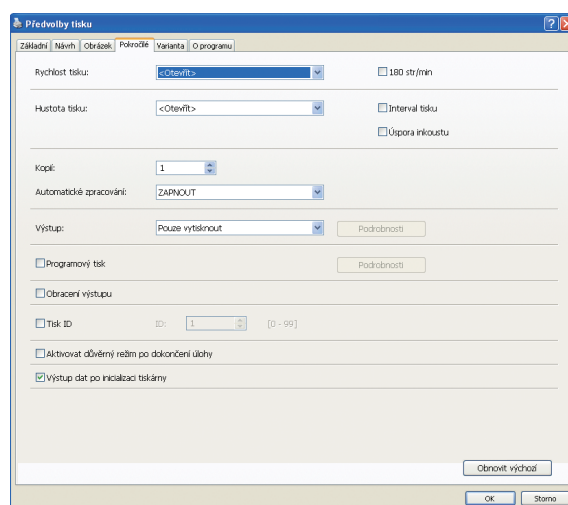 Předvolby tisku
Základní Návrh Obrázek Pokročilé Varianta O programu
Rychlost tisku: <Otevřít> 180 str/min
Hustota tisku: <Otevřít> Interval tisku
Úspora inkoustu
Kopií: 1
Automatické zpracování: ZAPNOUT
Výstup: Pouze vytisknout Podrobnosti
Programový tisk Podrobnosti
Obracení výstupu
Tisk ID ID: 1 [0 - 99]
Aktivovat důvěrný režim po dokončení úlohy
Výstup dat po inicializaci tiskárny
Obnovit výchozí
OK Storno